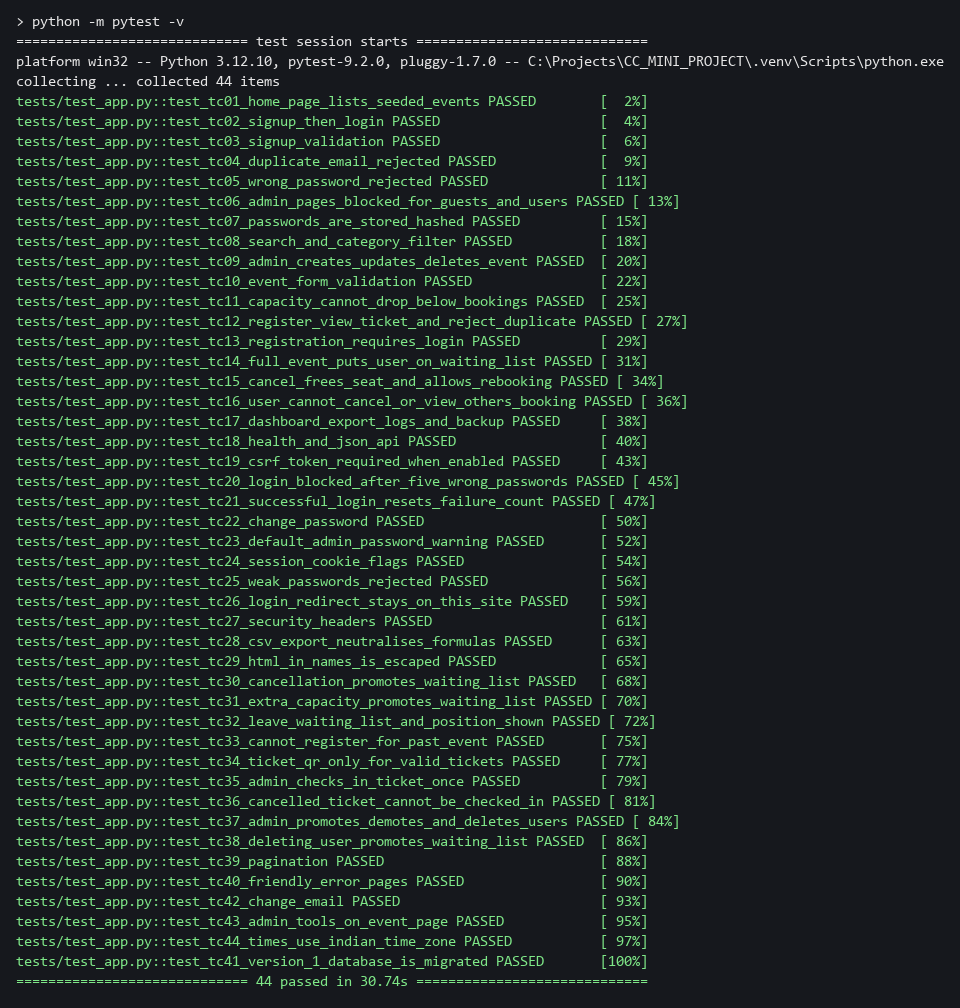 > python -m pytest -v
============================= test session starts =============================
platform win32 -- Python 3.12.10, pytest-9.2.0, pluggy-1.7.0 -- C:\Projects\CC_MINI_PROJECT\.venv\Scripts\python.exe
collecting ... collected 44 items
tests/test_app.py::test_tc01_home_page_lists_seeded_events PASSED        [  2%]
tests/test_app.py::test_tc02_signup_then_login PASSED                    [  4%]
tests/test_app.py::test_tc03_signup_validation PASSED                    [  6%]
tests/test_app.py::test_tc04_duplicate_email_rejected PASSED             [  9%]
tests/test_app.py::test_tc05_wrong_password_rejected PASSED              [ 11%]
tests/test_app.py::test_tc06_admin_pages_blocked_for_guests_and_users PASSED [ 13%]
tests/test_app.py::test_tc07_passwords_are_stored_hashed PASSED          [ 15%]
tests/test_app.py::test_tc08_search_and_category_filter PASSED           [ 18%]
tests/test_app.py::test_tc09_admin_creates_updates_deletes_event PASSED  [ 20%]
tests/test_app.py::test_tc10_event_form_validation PASSED                [ 22%]
tests/test_app.py::test_tc11_capacity_cannot_drop_below_bookings PASSED  [ 25%]
tests/test_app.py::test_tc12_register_view_ticket_and_reject_duplicate PASSED [ 27%]
tests/test_app.py::test_tc13_registration_requires_login PASSED          [ 29%]
tests/test_app.py::test_tc14_full_event_puts_user_on_waiting_list PASSED [ 31%]
tests/test_app.py::test_tc15_cancel_frees_seat_and_allows_rebooking PASSED [ 34%]
tests/test_app.py::test_tc16_user_cannot_cancel_or_view_others_booking PASSED [ 36%]
tests/test_app.py::test_tc17_dashboard_export_logs_and_backup PASSED     [ 38%]
tests/test_app.py::test_tc18_health_and_json_api PASSED                  [ 40%]
tests/test_app.py::test_tc19_csrf_token_required_when_enabled PASSED     [ 43%]
tests/test_app.py::test_tc20_login_blocked_after_five_wrong_passwords PASSED [ 45%]
tests/test_app.py::test_tc21_successful_login_resets_failure_count PASSED [ 47%]
tests/test_app.py::test_tc22_change_password PASSED                      [ 50%]
tests/test_app.py::test_tc23_default_admin_password_warning PASSED       [ 52%]
tests/test_app.py::test_tc24_session_cookie_flags PASSED                 [ 54%]
tests/test_app.py::test_tc25_weak_passwords_rejected PASSED              [ 56%]
tests/test_app.py::test_tc26_login_redirect_stays_on_this_site PASSED    [ 59%]
tests/test_app.py::test_tc27_security_headers PASSED                     [ 61%]
tests/test_app.py::test_tc28_csv_export_neutralises_formulas PASSED      [ 63%]
tests/test_app.py::test_tc29_html_in_names_is_escaped PASSED             [ 65%]
tests/test_app.py::test_tc30_cancellation_promotes_waiting_list PASSED   [ 68%]
tests/test_app.py::test_tc31_extra_capacity_promotes_waiting_list PASSED [ 70%]
tests/test_app.py::test_tc32_leave_waiting_list_and_position_shown PASSED [ 72%]
tests/test_app.py::test_tc33_cannot_register_for_past_event PASSED       [ 75%]
tests/test_app.py::test_tc34_ticket_qr_only_for_valid_tickets PASSED     [ 77%]
tests/test_app.py::test_tc35_admin_checks_in_ticket_once PASSED          [ 79%]
tests/test_app.py::test_tc36_cancelled_ticket_cannot_be_checked_in PASSED [ 81%]
tests/test_app.py::test_tc37_admin_promotes_demotes_and_deletes_users PASSED [ 84%]
tests/test_app.py::test_tc38_deleting_user_promotes_waiting_list PASSED  [ 86%]
tests/test_app.py::test_tc39_pagination PASSED                           [ 88%]
tests/test_app.py::test_tc40_friendly_error_pages PASSED                 [ 90%]
tests/test_app.py::test_tc42_change_email PASSED                         [ 93%]
tests/test_app.py::test_tc43_admin_tools_on_event_page PASSED            [ 95%]
tests/test_app.py::test_tc44_times_use_indian_time_zone PASSED           [ 97%]
tests/test_app.py::test_tc41_version_1_database_is_migrated PASSED       [100%]
============================= 44 passed in 30.74s =============================